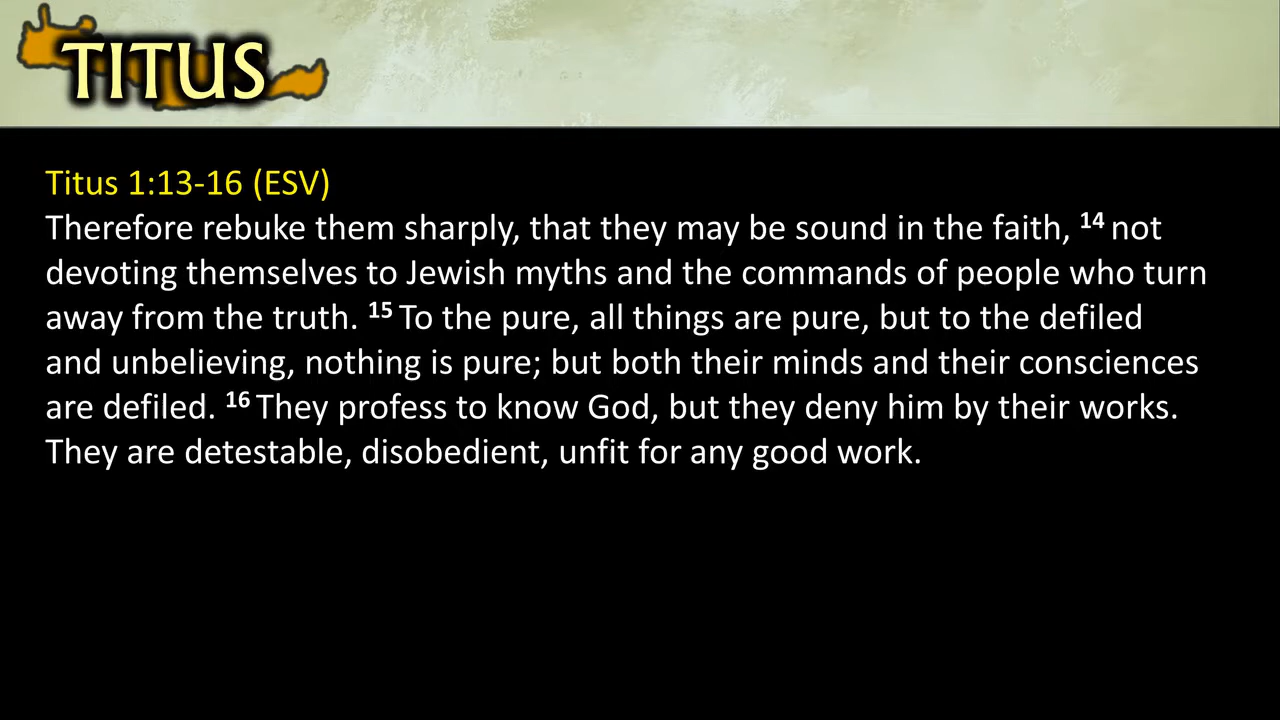 TITUS
Titus 1:13-16 (ESV)
Therefore rebuke them sharply, that they may be sound in the faith, 14 not
devoting themselves to Jewish myths and the commands of people who turn
away from the truth. 15 To the pure, all things are pure, but to the defiled
and unbelieving, nothing is pure; but both their minds and their consciences
are defiled. 16 They profess to know God, but they deny him by their works.
They are detestable, disobedient, unfit for any good work.